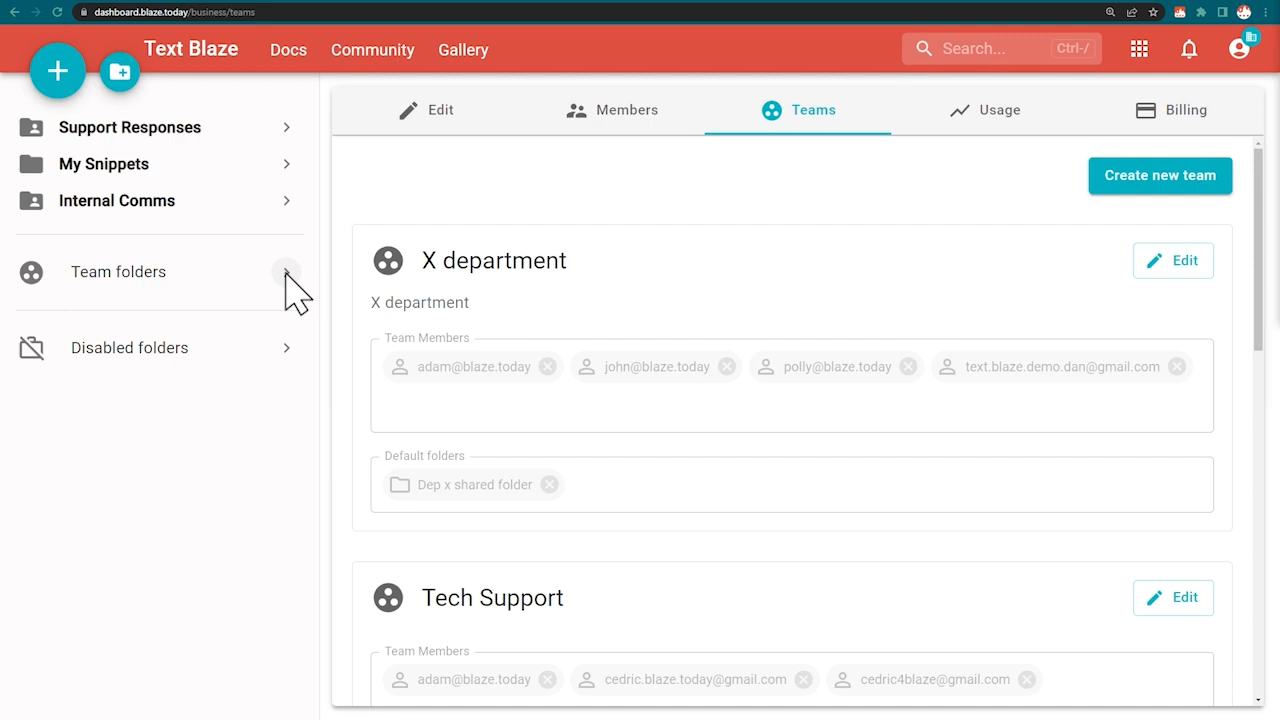 dashboard.blaze.today/business/teams
Text Blaze
Docs
Community
Gallery
Search...
Ctrl-/
Support Responses
My Snippets
Internal Comms
Team folders
Disabled folders
Edit
Members
Teams
Usage
Billing
Create new team
X department
Edit
X department
Team Members
adam@blaze.today
john@blaze.today
polly@blaze.today
text.blaze.demo.dan@gmail.com
Default folders
Dep x shared folder
Tech Support
Edit
Team Members
adam@blaze.today
cedric.blaze.today@gmail.com
cedric4blaze@gmail.com